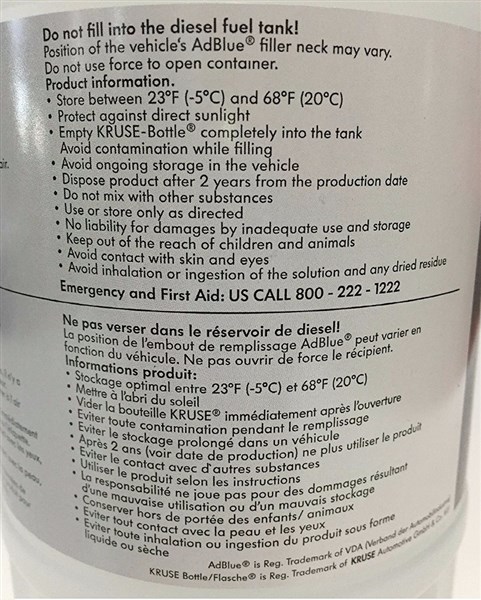 Do not fill into the diesel fuel tank!
Position of the vehicle's AdBlue® filler neck may vary.
Do not use force to open container.
Product information.
• Store between 23°F (-5°C) and 68°F (20°C)
• Protect against direct sunlight
• Empty KRUSE-Bottle® completely into the tank
Avoid contamination while filling
• Avoid ongoing storage in the vehicle
• Dispose product after 2 years from the production date
• Do not mix with other substances
• Use or store only as directed
• No liability for damages by inadequate use and storage
• Keep out of the reach of children and animals
• Avoid contact with skin and eyes
• Avoid inhalation or ingestion of the solution and any dried residue
Emergency and First Aid: US CALL 800 - 222 - 1222
Ne pas verser dans le réservoir de diesel!
La position de l'embout de remplissage AdBlue® peut varier en
fonction du véhicule. Ne pas ouvrir de force le récipient.
Informations produit:
• Stockage optimal entre 23°F (-5°C) et 68°F (20°C)
• Mettre à l'abri du soleil
• Vider la bouteille KRUSE® immédiatement après l'ouverture
• Eviter toute contamination pendant le remplissage
• Eviter le stockage prolongé dans un véhicule
• Après 2 ans (voir date de production) ne plus utiliser le produit
• Eviter le contact avec d'autres substances
• Utiliser le produit selon les instructions
• La responsabilité ne joue pas pour des dommages résultant
d'une mauvaise utilisation ou d'un mauvais stockage
• Conserver hors de portée des enfants/ animaux
• Eviter tout contact avec la peau et les yeux
• Eviter toute inhalation ou ingestion du produit sous forme
liquide ou sèche
AdBlue® is Reg. Trademark of VDA (Verband der Automobilindustrie
KRUSE Bottle/Flasche® is Reg. Trademark of KRUSE Automotive GmbH & Co.
air.